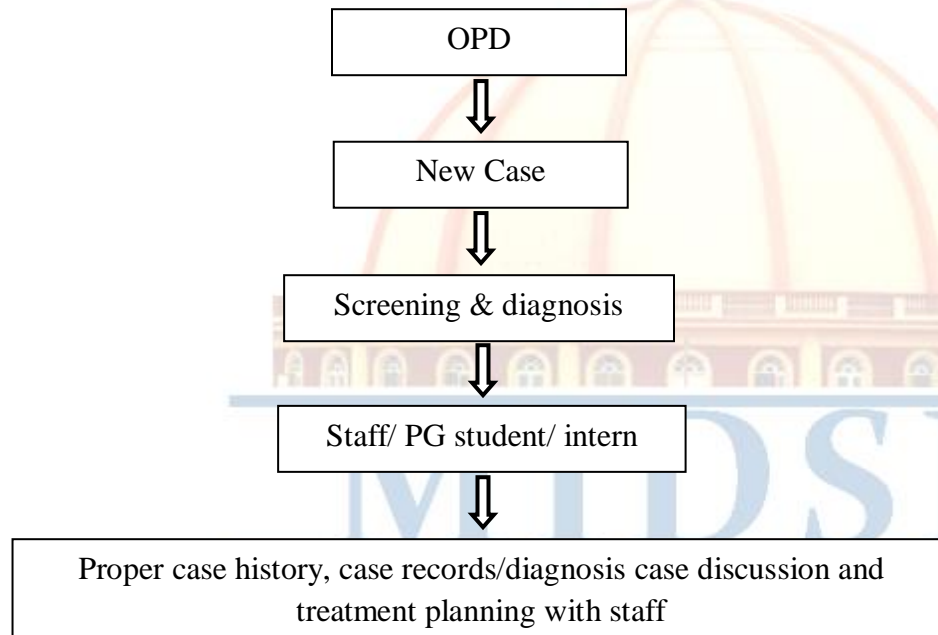 OPD
New Case
Screening & diagnosis
Staff/ PG student/ intern
MIDS
Proper case history, case records/diagnosis case discussion and
treatment planning with staff